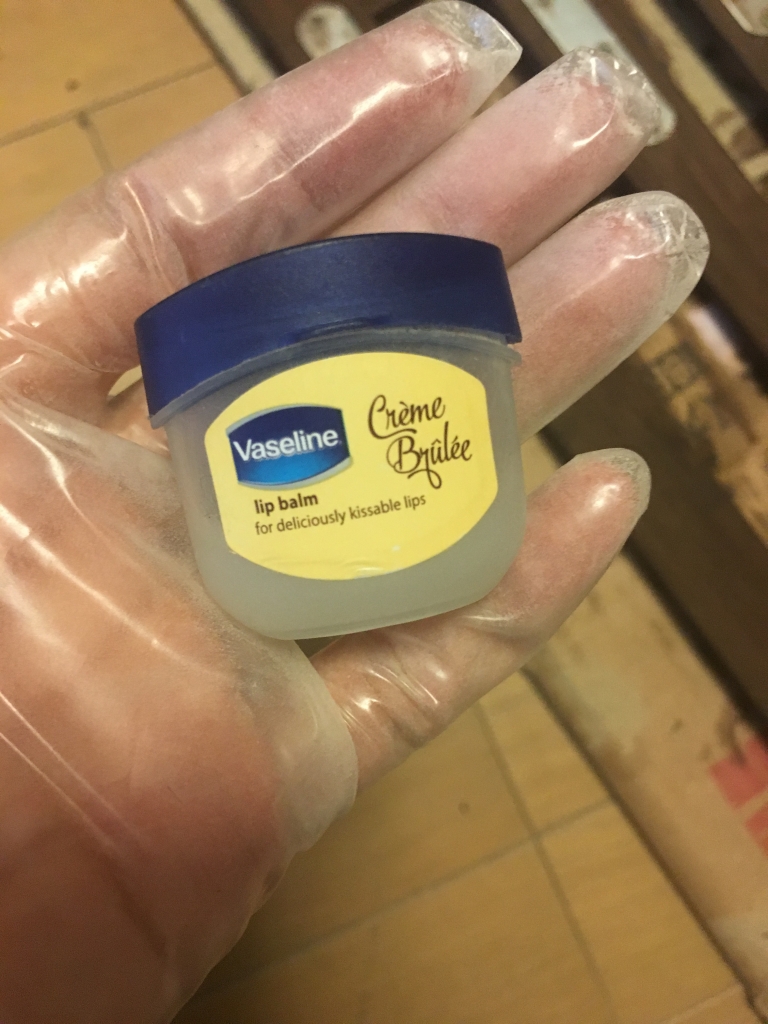 Vaseline
Crème
Brûlée
lip balm
for deliciously kissable lips